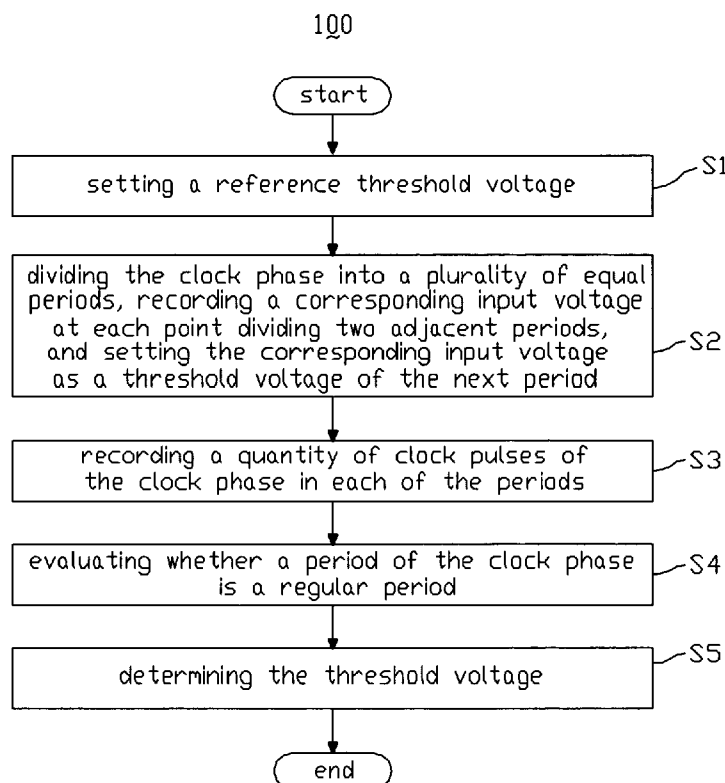 100
start
setting a reference threshold voltage
S1
dividing the clock phase into a plurality of equal
periods, recording a corresponding input voltage
at each point dividing two adjacent periods,
and setting the corresponding input voltage
as a threshold voltage of the next period
S2
recording a quantity of clock pulses of
the clock phase in each of the periods
S3
evaluating whether a period of the clock phase
is a regular period
S4
determining the threshold voltage
S5
end